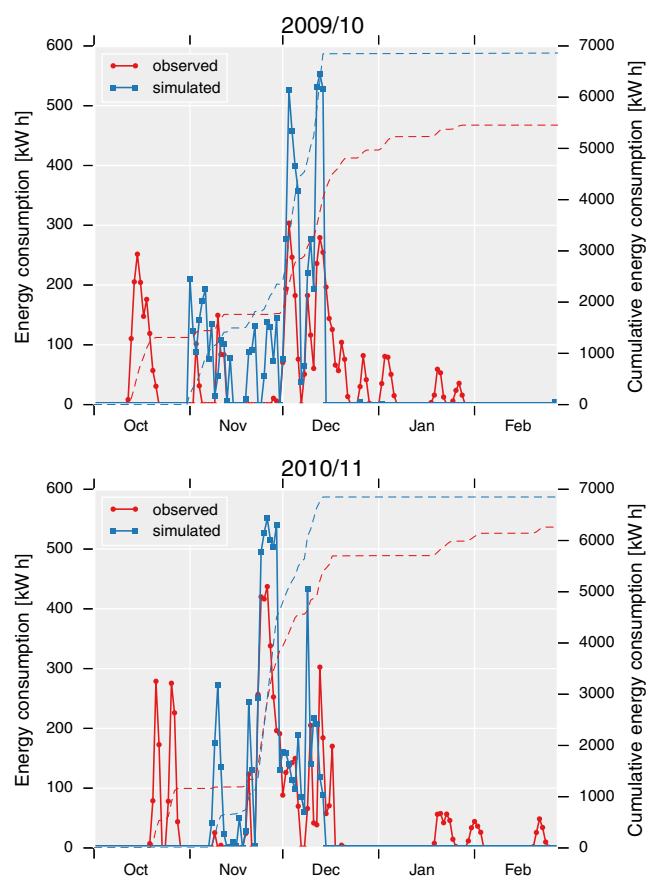 2009/10
600 7000
observed
simulated
500 6000
400 5000
4000
300
3000
200
2000
100
1000
0 0
Oct Nov Dec Jan Feb
Energy consumption [kW h]
Cumulative energy consumption [kW h]
2010/11
600 7000
observed
simulated
500 6000
400 5000
4000
300
3000
200
2000
100
1000
0 0
Oct Nov Dec Jan Feb
Energy consumption [kW h]
Cumulative energy consumption [kW h]